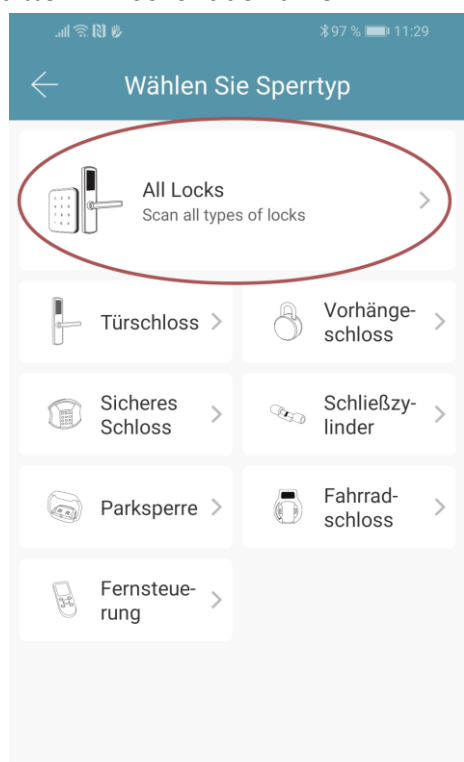 97 % 11:29
Wählen Sie Sperrtyp
All Locks
Scan all types of locks
Türschloss
Vorhänge-
schloss
Sicheres
Schloss
Schließzy-
linder
Parksperre
Fahrrad-
schloss
Fernsteue-
rung